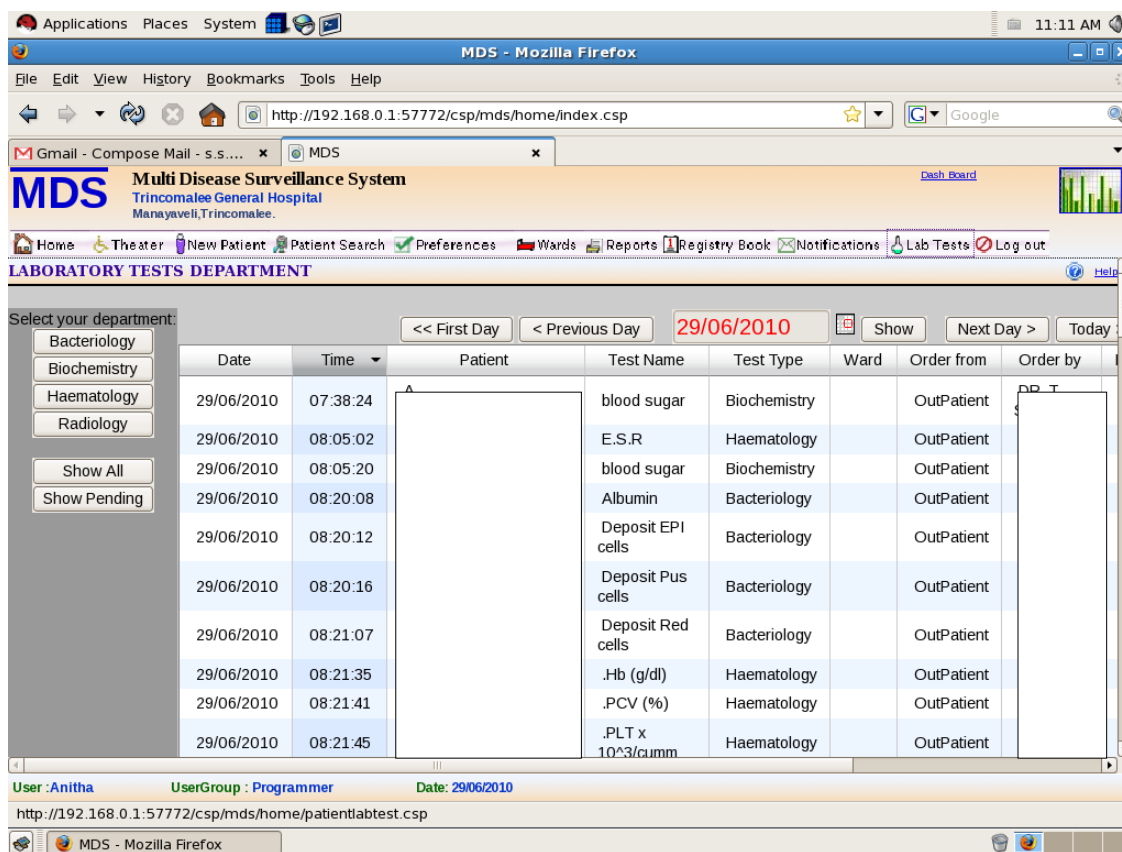 Applications Places System 11:11 AM
MDS - Mozilla Firefox
File Edit View History Bookmarks Tools Help
http://192.168.0.1:57772/csp/mds/home/index.csp Google
Gmail - Compose Mail - s.s.... MDS
MDS Multi Disease Surveillance System Dash Board
Trincomalee General Hospital
Manayaveli,Trincomalee.
Home Theater New Patient Patient Search Preferences Wards Reports Registry Book Notifications Lab Tests Log out
LABORATORY TESTS DEPARTMENT Help
Select your department:
Bacteriology
Biochemistry
Haematology
Radiology
Show All
Show Pending
<< First Day < Previous Day 29/06/2010 Show Next Day > Today
Date Time Patient Test Name Test Type Ward Order from Order by
29/06/2010 07:38:24 blood sugar Biochemistry OutPatient DR. T
29/06/2010 08:05:02 E.S.R Haematology OutPatient
29/06/2010 08:05:20 blood sugar Biochemistry OutPatient
29/06/2010 08:20:08 Albumin Bacteriology OutPatient
29/06/2010 08:20:12 Deposit EPI cells Bacteriology OutPatient
29/06/2010 08:20:16 Deposit Pus cells Bacteriology OutPatient
29/06/2010 08:21:07 Deposit Red cells Bacteriology OutPatient
29/06/2010 08:21:35 .Hb (g/dl) Haematology OutPatient
29/06/2010 08:21:41 .PCV (%) Haematology OutPatient
29/06/2010 08:21:45 .PLT x 10^3/cumm Haematology OutPatient
User :Anitha UserGroup : Programmer Date: 29/06/2010
http://192.168.0.1:57772/csp/mds/home/patientlabtest.csp
MDS - Mozilla Firefox